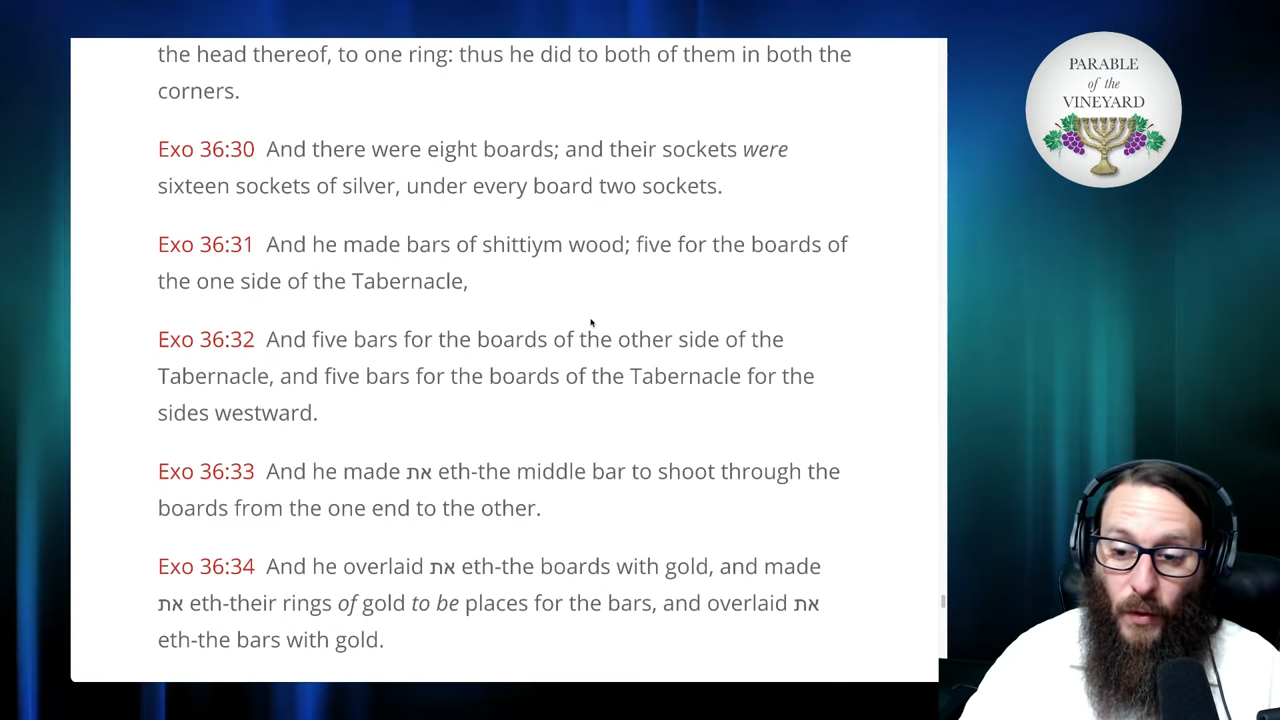 the head thereof, to one ring: thus he did to both of them in both the
corners.
Exo 36:30 And there were eight boards; and their sockets were
sixteen sockets of silver, under every board two sockets.
Exo 36:31 And he made bars of shittiym wood; five for the boards of
the one side of the Tabernacle,
Exo 36:32 And five bars for the boards of the other side of the
Tabernacle, and five bars for the boards of the Tabernacle for the
sides westward.
Exo 36:33 And he made את eth-the middle bar to shoot through the
boards from the one end to the other.
Exo 36:34 And he overlaid את eth-the boards with gold, and made
את eth-their rings of gold to be places for the bars, and overlaid את
eth-the bars with gold.
PARABLE
of the
VINEYARD